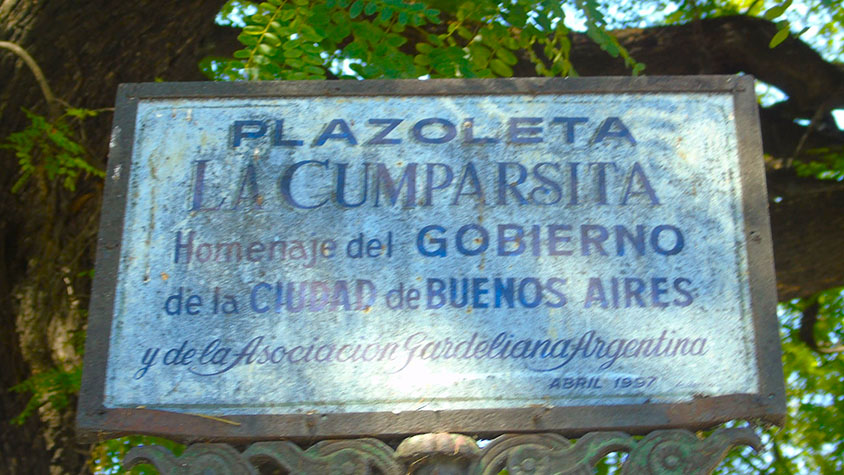 PLAZOLETA
LA CUMPARSITA
Homenaje del GOBIERNO
de la CIUDAD de BUENOS AIRES
y de la Asociación Gardeliana Argentina
ABRIL 1997